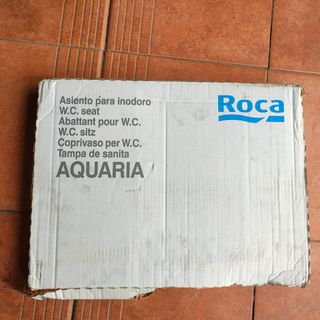 Asiento para inodoro
W.C. seat
Abattant pour W.C.
W.C. sitz
Coprivaso per W.C.
Tampa de sanita
AQUARIA
Roca